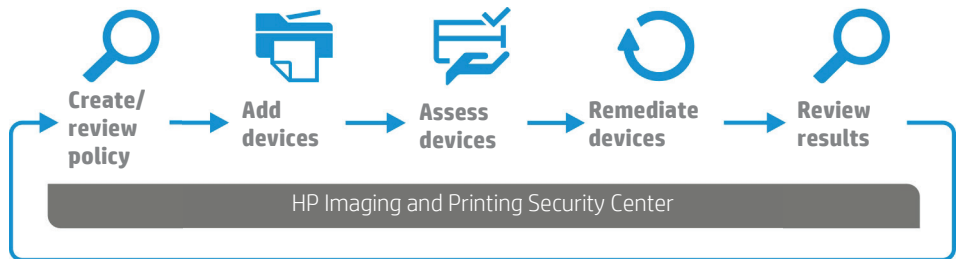 Create/
review
policy
Add
devices
Assess
devices
Remediate
devices
Review
results
HP Imaging and Printing Security Center